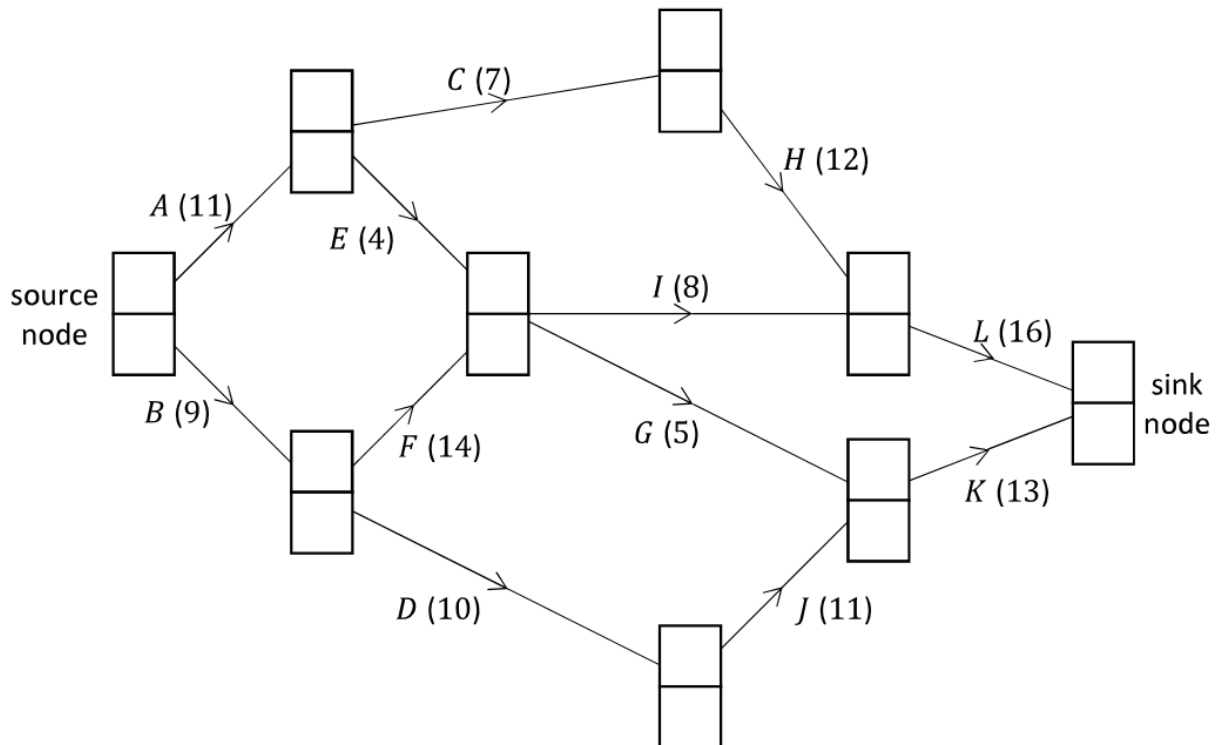 C (7)
H (12)
A (11)
E (4)
source
node
I (8)
L (16)
sink
node
B (9)
F (14)
G (5)
K (13)
D (10)
J (11)